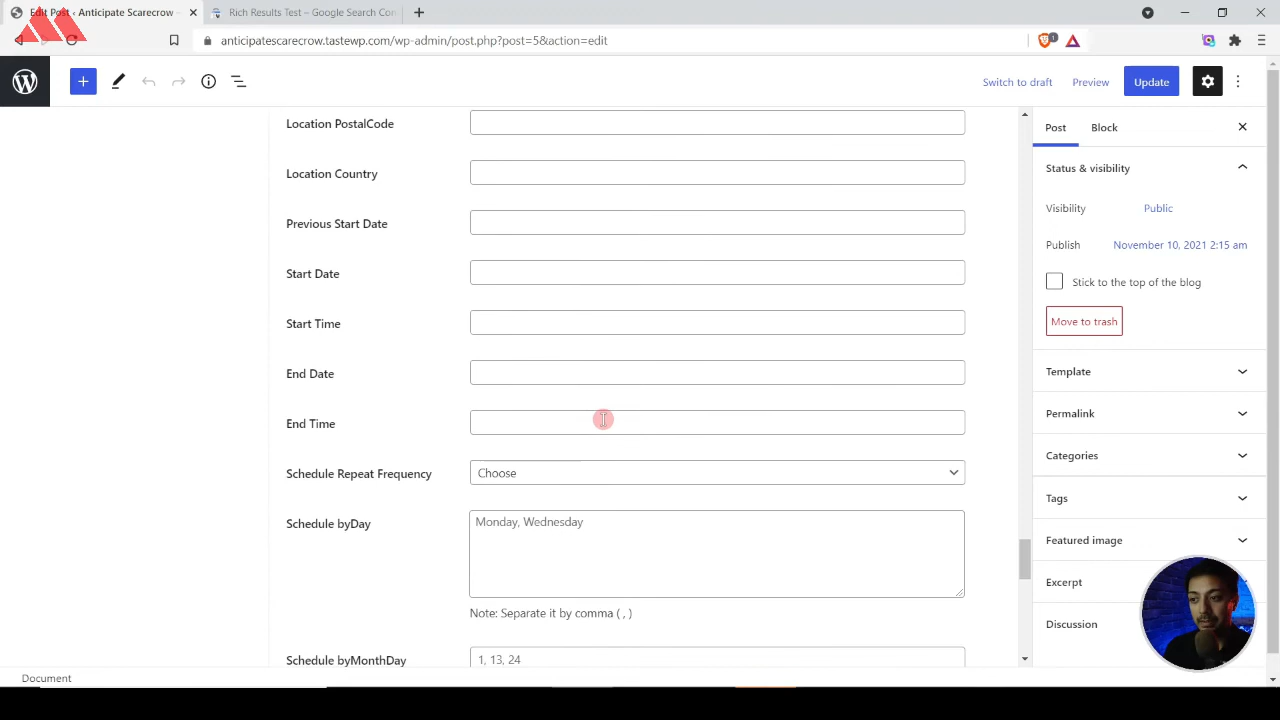 Edit Post ‹ Anticipate Scarecrow
Rich Results Test – Google Search Con
anticipatescarecrow.tastewp.com/wp-admin/post.php?post=5&action=edit
1
Switch to draft
Preview
Update
Location PostalCode
Location Country
Previous Start Date
Start Date
Start Time
End Date
End Time
Schedule Repeat Frequency
Choose
Schedule byDay
Monday, Wednesday
Note: Separate it by comma ( , )
Schedule byMonthDay
1, 13, 24
Post
Block
Status & visibility
Visibility
Public
Publish
November 10, 2021 2:15 am
Stick to the top of the blog
Move to trash
Template
Permalink
Categories
Tags
Featured image
Excerpt
Discussion
Document